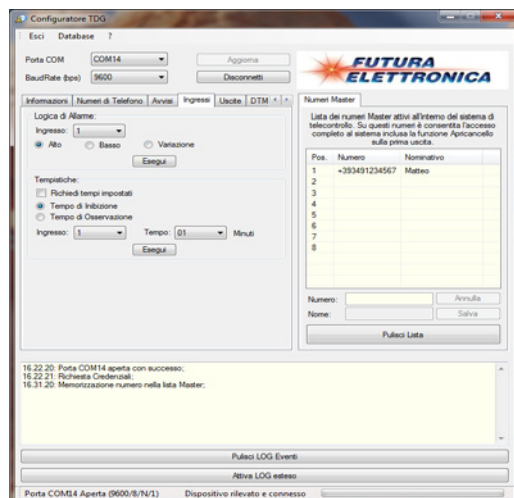 Configuratore TDG
Esci Database ?
Porta COM COM14 Aggiorna
BaudRate (bps) 9600 Disconnetti
FUTURA
ELETTRONICA
Informazioni Numeri di Telefono Avvisi Ingressi Uscite DTM
Numeri Master
Logica di Allarme:
Ingresso: 1
Alto Basso Variazione
Esegui
Tempistiche:
Richiedi tempi impostati
Tempo di Inibizione
Tempo di Osservazione
Ingresso: 1 Tempo: 01 Minuti
Esegui
Lista dei numeri Master attivi all'interno del sistema di
telecontrollo. Su questi numeri è consentita l'accesso
completo al sistema inclusa la funzione Apricancello
sulla prima uscita.
Pos. Numero Nominativo
1 +393491234567 Matteo
2
3
4
5
6
7
8
Numero: Annulla
Nome: Salva
Pulisci Lista
16.22.20: Porta COM14 aperta con successo;
16.22.21: Richiesta Credenziali;
16.31.20: Memorizzazione numero nella lista Master;
Pulisci LOG Eventi
Attiva LOG esteso
Porta COM14 Aperta (9600/8/N/1) Dispositivo rilevato e connesso